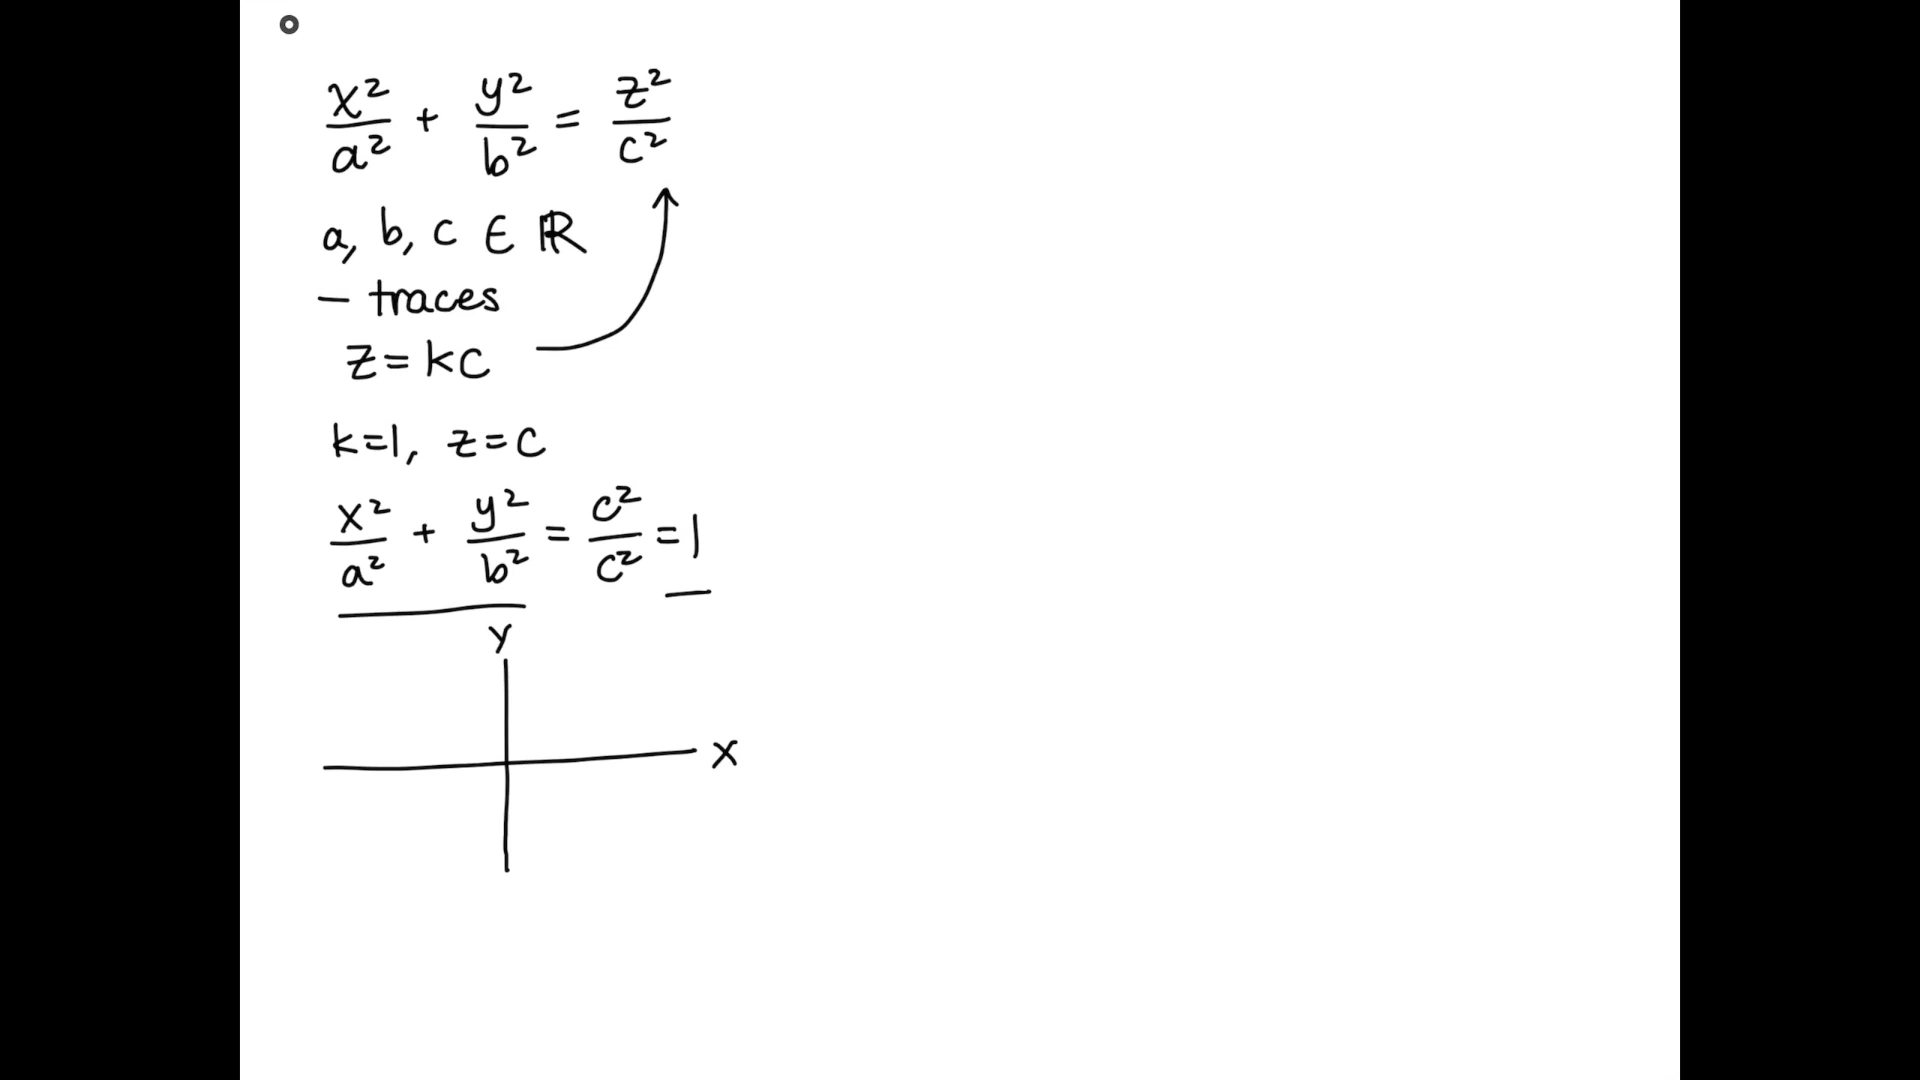 x²/a² + y²/b² = z²/c²
a, b, c ∈ ℝ
– traces
z = kc
k=1, z=c
x²/a² + y²/b² = c²/c² = 1
y
x